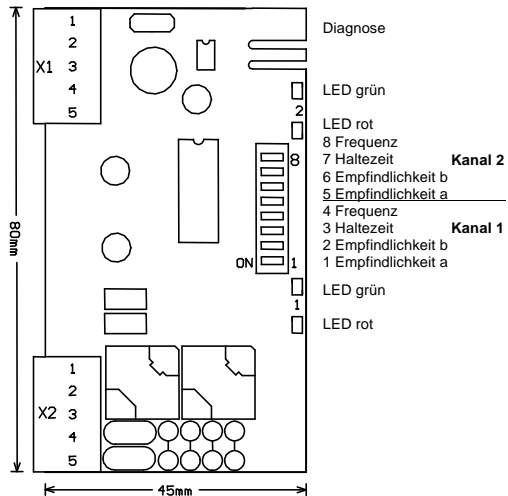 1
2
X1 3
4
5
Diagnose
LED grün
2
LED rot
8 Frequenz
8
7 Haltezeit Kanal 2
6 Empfindlichkeit b
5 Empfindlichkeit a
4 Frequenz
3 Haltezeit Kanal 1
2 Empfindlichkeit b
ON 1
1 Empfindlichkeit a
LED grün
1
LED rot
80mm
1
2
X2 3
4
5
45mm